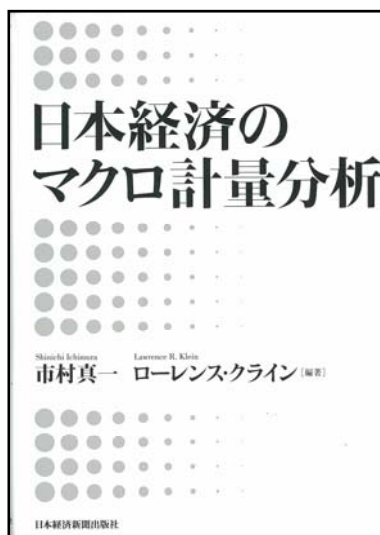 日本経済の
マクロ計量分析
Shinichi Ichimura Lawrence R. Klein
市村真一 ローレンス・クライン [編著]
日本経済新聞出版社